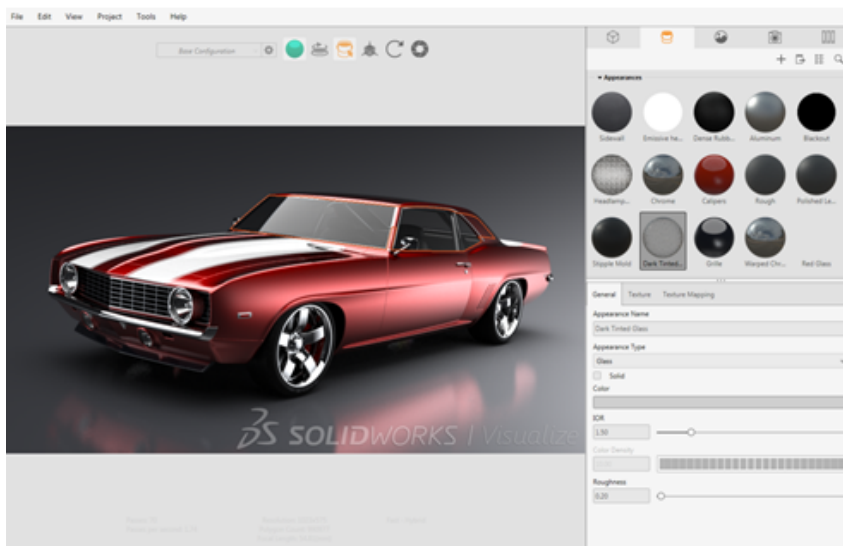 File Edit View Project Tools Help
Base Configuration
Appearances
Sidewall Emissive he... Dense Rubb... Aluminum Blackout
Headlamp... Chrome Calipers Rough Polished Le...
Stipple Mold Dark Tinted... Grille Warped Chr... Red Glass
General Texture Texture Mapping
Appearance Name
Dark Tinted Glass
Appearance Type
Glass
Solid
Color
IOR
1.50
Color Density
Roughness
0.20
SOLIDWORKS | Visualize